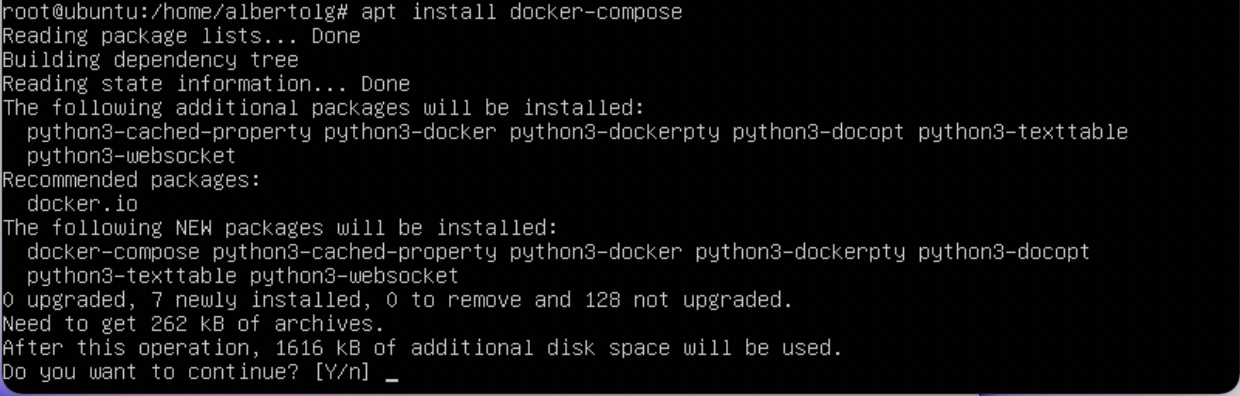 root@ubuntu:/home/albertolg# apt install docker-compose
Reading package lists... Done
Building dependency tree
Reading state information... Done
The following additional packages will be installed:
  python3-cached-property python3-docker python3-dockerpty python3-docopt python3-texttable
  python3-websocket
Recommended packages:
  docker.io
The following NEW packages will be installed:
  docker-compose python3-cached-property python3-docker python3-dockerpty python3-docopt
  python3-texttable python3-websocket
0 upgraded, 7 newly installed, 0 to remove and 128 not upgraded.
Need to get 262 kB of archives.
After this operation, 1616 kB of additional disk space will be used.
Do you want to continue? [Y/n] _